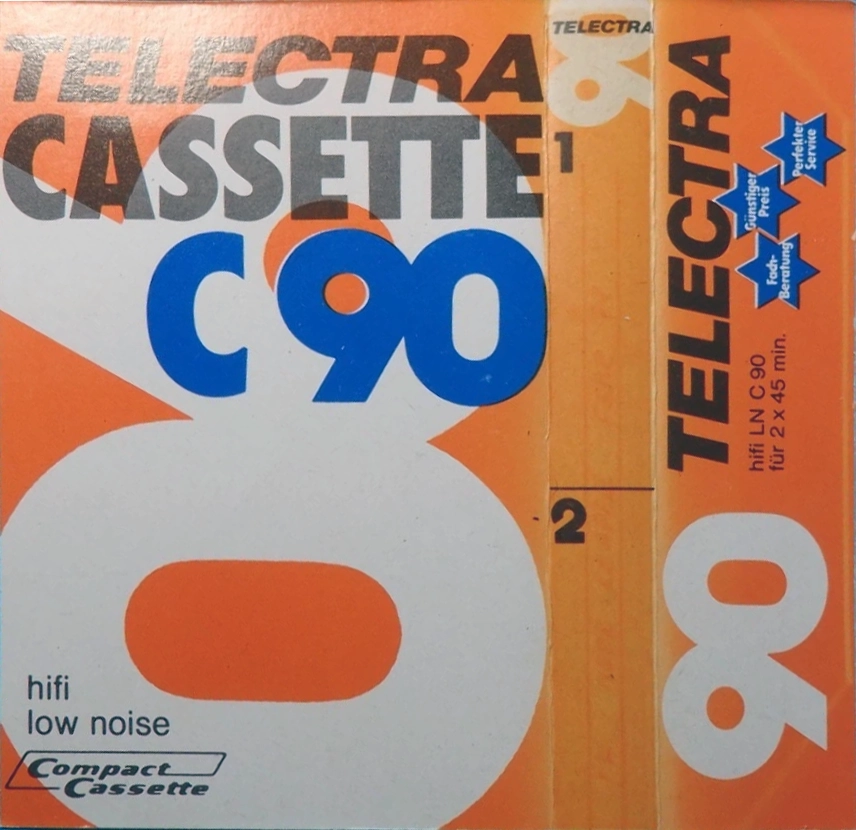 TELECTRA
CASSETTE
C 90
hifi
low noise
Compact
Cassette
TELECTRA
90
1
2
TELECTRA
Perfekter
Service
Günstiger
Preis
Fach-
Beratung
hifi LN C 90
für 2 x 45 min.
90